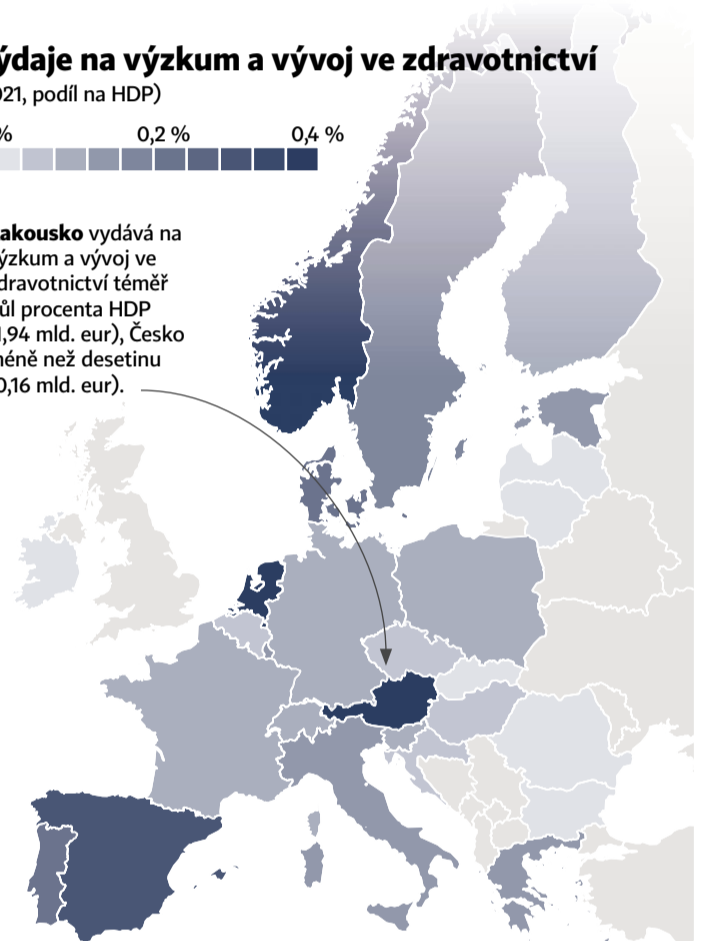 ýdaje na výzkum a vývoj ve zdravotnictví
021, podíl na HDP)
% 0,2 % 0,4 %
akousko vydává na
ýzkum a vývoj ve
dravotnictví téměř
ůl procenta HDP
1,94 mld. eur), Česko
méně než desetinu
0,16 mld. eur).